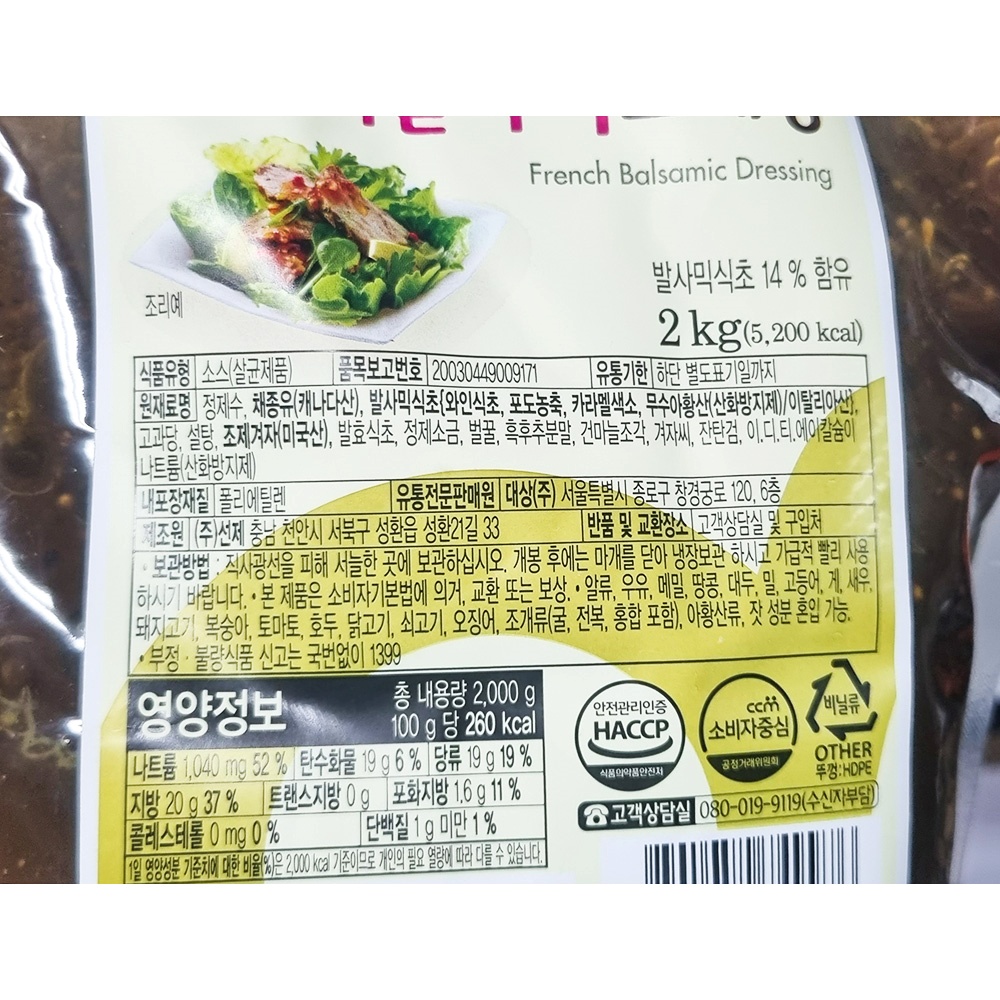 French Balsamic Dressing
조리예
발사믹식초 14 % 함유
2 kg(5,200 kcal)
식품유형 소스(살균제품) 품목보고번호 20030449009171 유통기한 하단 별도표기일까지
원재료명 정제수, 채종유(캐나다산), 발사믹식초{와인식초, 포도농축, 카라멜색소, 무수아황산(산화방지제)/이탈리아산},
고과당, 설탕, 조제겨자(미국산), 발효식초, 정제소금, 벌꿀, 흑후추분말, 건마늘조각, 겨자씨, 잔탄검, 이.디.티.에이칼슘이
나트륨(산화방지제)
내포장재질 폴리에틸렌 유통전문판매원 대상(주) 서울특별시 종로구 창경궁로 120, 6층
제조원 (주)선제 충남 천안시 서북구 성환읍 성환21길 33 반품 및 교환장소 고객상담실 및 구입처
• 보관방법 : 직사광선을 피해 서늘한 곳에 보관하십시오. 개봉 후에는 마개를 닫아 냉장보관 하시고 가급적 빨리 사용
하시기 바랍니다. • 본 제품은 소비자기본법에 의거, 교환 또는 보상. • 알류, 우유, 메밀, 땅콩, 대두, 밀, 고등어, 게, 새우,
돼지고기, 복숭아, 토마토, 호두, 닭고기, 쇠고기, 오징어, 조개류(굴, 전복, 홍합 포함), 아황산류, 잣 성분 혼입 가능.
• 부정 · 불량식품 신고는 국번없이 1399
영양정보 총 내용량 2,000 g
100 g 당 260 kcal
나트륨 1,040 mg 52 % 탄수화물 19 g 6 % 당류 19 g 19 %
지방 20 g 37 % 트랜스지방 0 g 포화지방 1.6 g 11 %
콜레스테롤 0 mg 0 % 단백질 1 g 미만 1 %
1일 영양성분 기준치에 대한 비율(%)은 2,000 kcal 기준이므로 개인의 필요 열량에 따라 다를 수 있습니다.
안전관리인증
HACCP
식품의약품안전처
ccm
소비자중심
공정거래위원회
비닐류
OTHER
뚜껑:HDPE
☎고객상담실 080-019-9119(수신자부담)